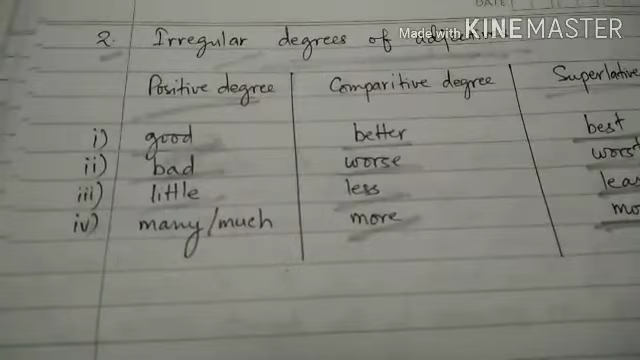 DATE
Made with KINEMASTER
2. Irregular degrees of
Positive degree Comparitive degree Superlative
i) good better best
ii) bad worse worst
iii) little less
iv) many/much more